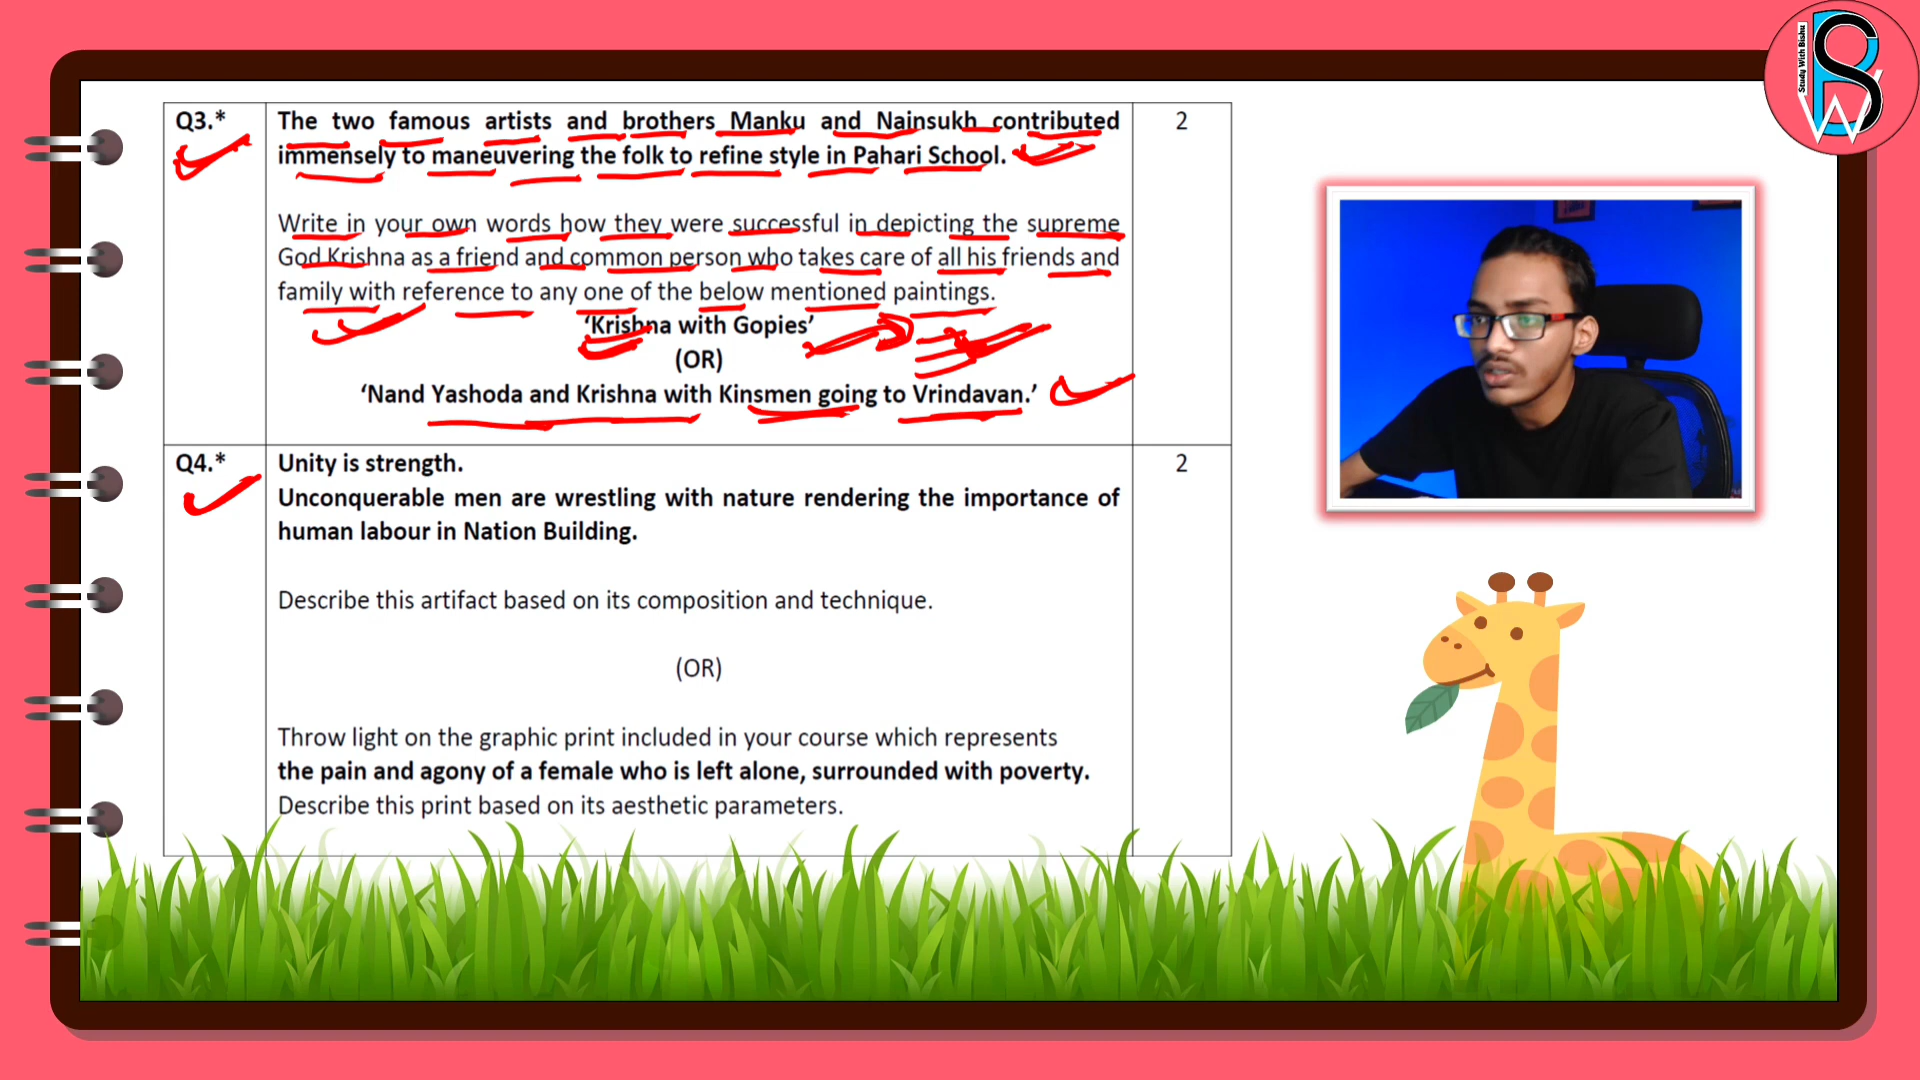 Study With Bishu
BSW
Q3.*
The two famous artists and brothers Manku and Nainsukh contributed
immensely to maneuvering the folk to refine style in Pahari School.
2
Write in your own words how they were successful in depicting the supreme
God Krishna as a friend and common person who takes care of all his friends and
family with reference to any one of the below mentioned paintings.
‘Krishna with Gopies’
(OR)
‘Nand Yashoda and Krishna with Kinsmen going to Vrindavan.’
Q4.*
Unity is strength.
2
Unconquerable men are wrestling with nature rendering the importance of
human labour in Nation Building.
Describe this artifact based on its composition and technique.
(OR)
Throw light on the graphic print included in your course which represents
the pain and agony of a female who is left alone, surrounded with poverty.
Describe this print based on its aesthetic parameters.